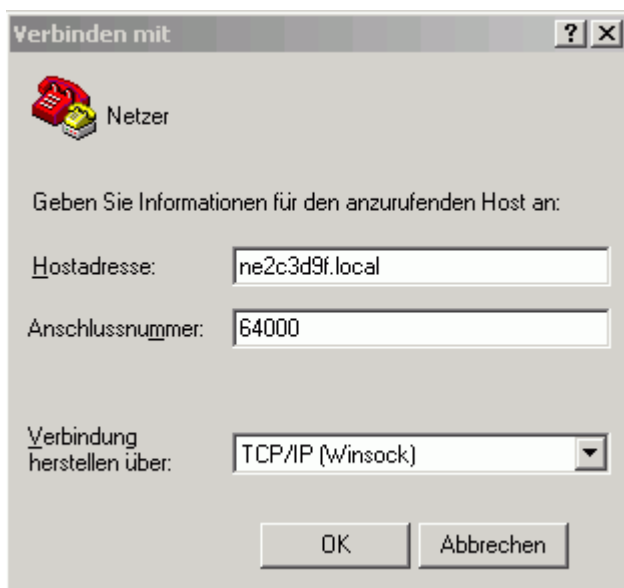 Verbinden mit
Netzer
Geben Sie Informationen für den anzurufenden Host an:
Hostadresse: ne2c3d9f.local
Anschlussnummer: 64000
Verbindung
herstellen über: TCP/IP (Winsock)
OK Abbrechen